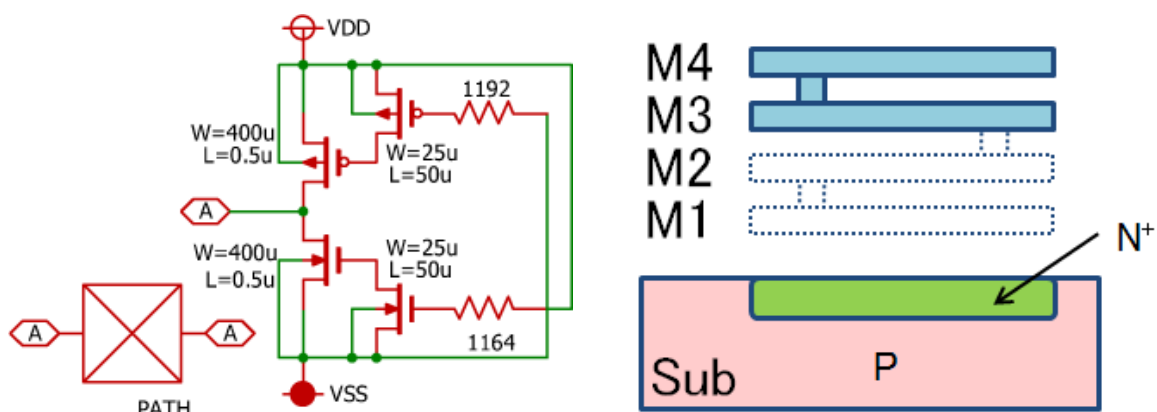 VDD
1192
W=400u
L=0.5u
W=25u
L=50u
A
W=400u
L=0.5u
W=25u
L=50u
A
A
1164
PATH
VSS
M4
M3
M2
M1
N+
Sub
P